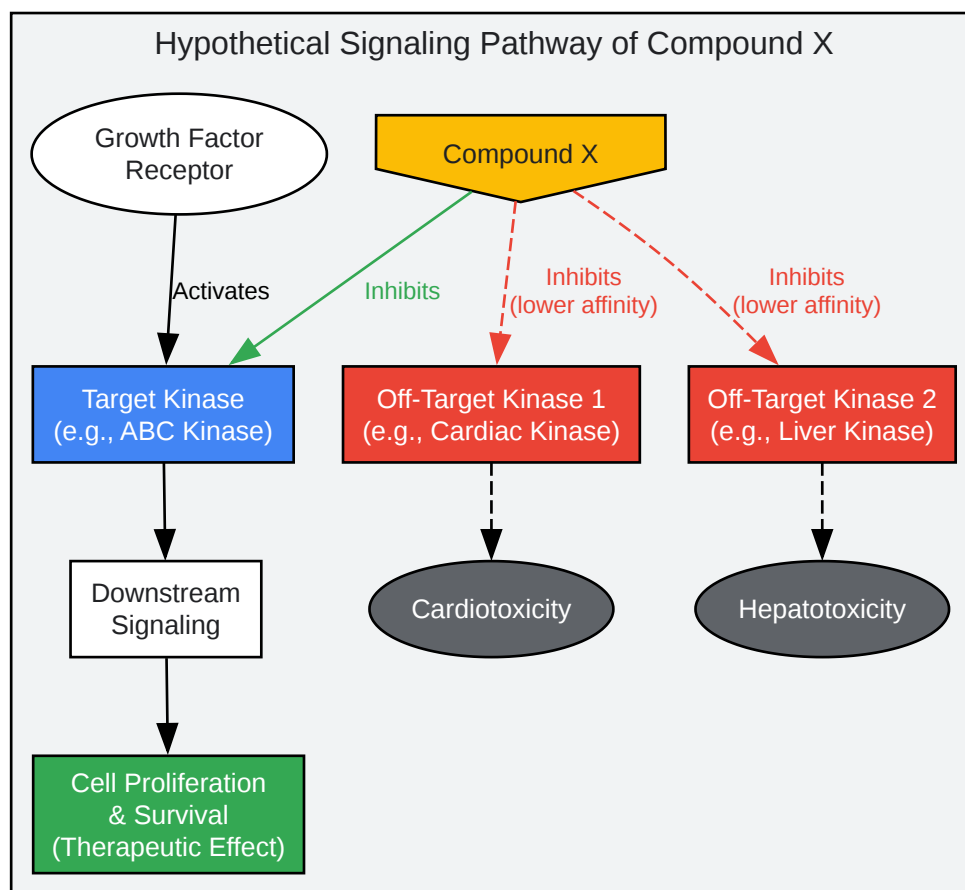 Hypothetical Signaling Pathway of Compound X
Growth Factor
Receptor
Compound X
Activates
Inhibits
Inhibits
(lower affinity)
Inhibits
(lower affinity)
Target Kinase
(e.g., ABC Kinase)
Off-Target Kinase 1
(e.g., Cardiac Kinase)
Off-Target Kinase 2
(e.g., Liver Kinase)
Downstream
Signaling
Cardiotoxicity
Hepatotoxicity
Cell Proliferation
& Survival
(Therapeutic Effect)